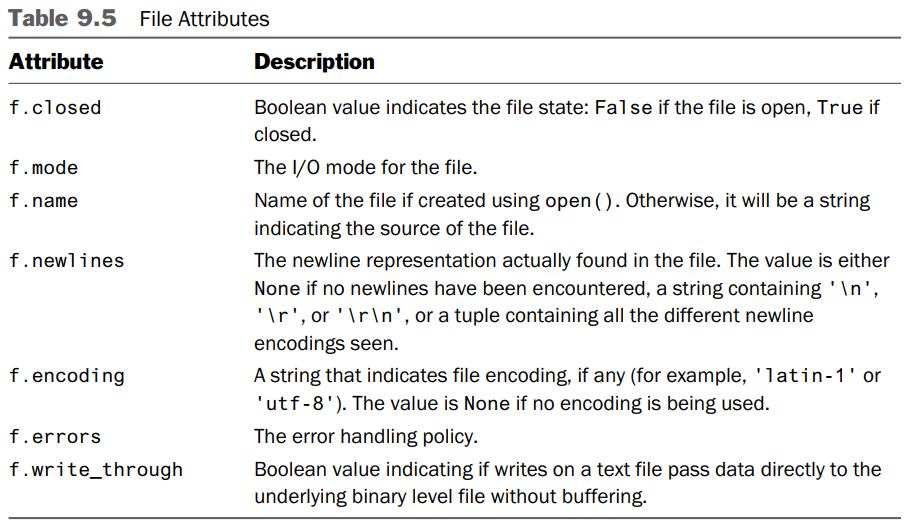 Table 9.5 File Attributes
Attribute Description
f.closed Boolean value indicates the file state: False if the file is open, True if
closed.
f.mode The I/O mode for the file.
f.name Name of the file if created using open(). Otherwise, it will be a string
indicating the source of the file.
f.newlines The newline representation actually found in the file. The value is either
None if no newlines have been encountered, a string containing '\n',
'\r', or '\r\n', or a tuple containing all the different newline
encodings seen.
f.encoding A string that indicates file encoding, if any (for example, 'latin-1' or
'utf-8'). The value is None if no encoding is being used.
f.errors The error handling policy.
f.write_through Boolean value indicating if writes on a text file pass data directly to the
underlying binary level file without buffering.